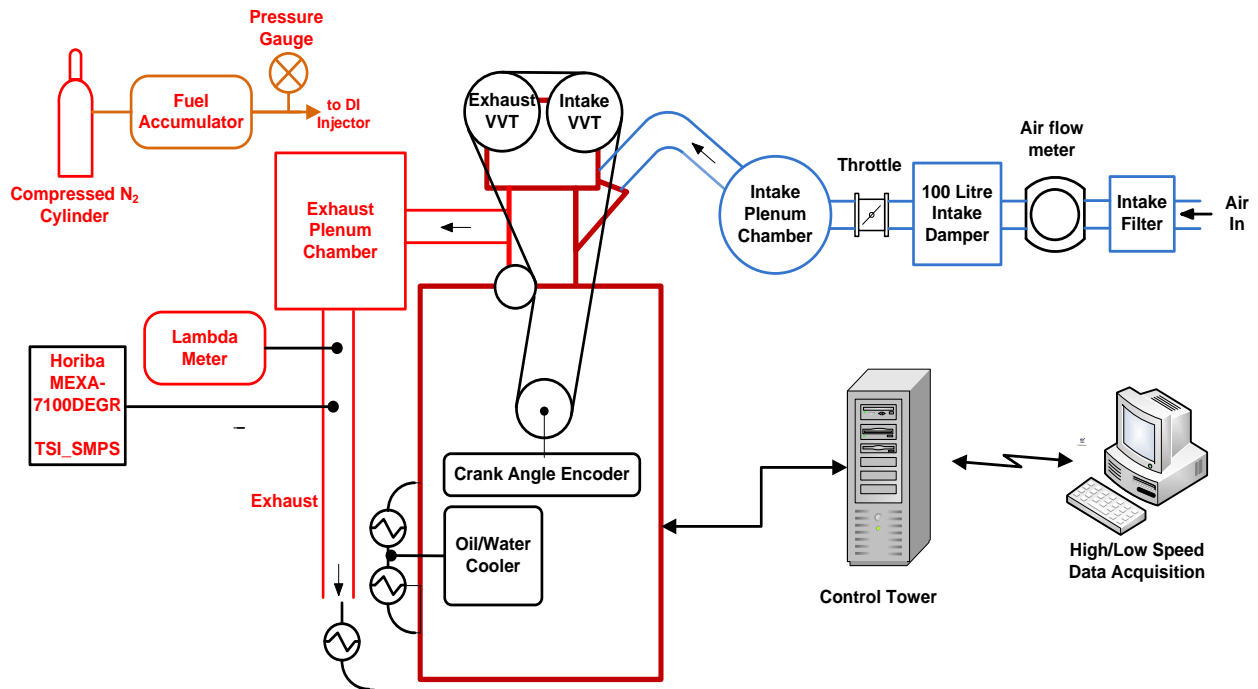 Pressure
Gauge
Fuel
Accumulator
to DI
Injector
Compressed N₂
Cylinder
Exhaust
VVT
Intake
VVT
Exhaust
Plenum
Chamber
Intake
Plenum
Chamber
Throttle
100 Litre
Intake
Damper
Air flow
meter
Intake
Filter
Air
In
Lambda
Meter
Horiba
MEXA-
7100DEGR
TSI_SMPS
Exhaust
Crank Angle Encoder
Oil/Water
Cooler
Control Tower
High/Low Speed
Data Acquisition